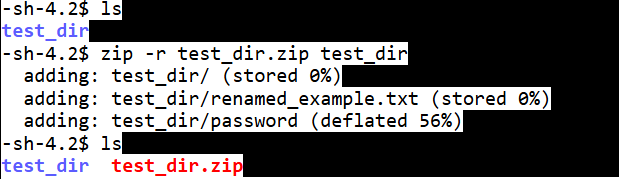 -sh-4.2$ ls
test_dir
-sh-4.2$ zip -r test_dir.zip test_dir
  adding: test_dir/ (stored 0%)
  adding: test_dir/renamed_example.txt (stored 0%)
  adding: test_dir/password (deflated 56%)
-sh-4.2$ ls
test_dir  test_dir.zip